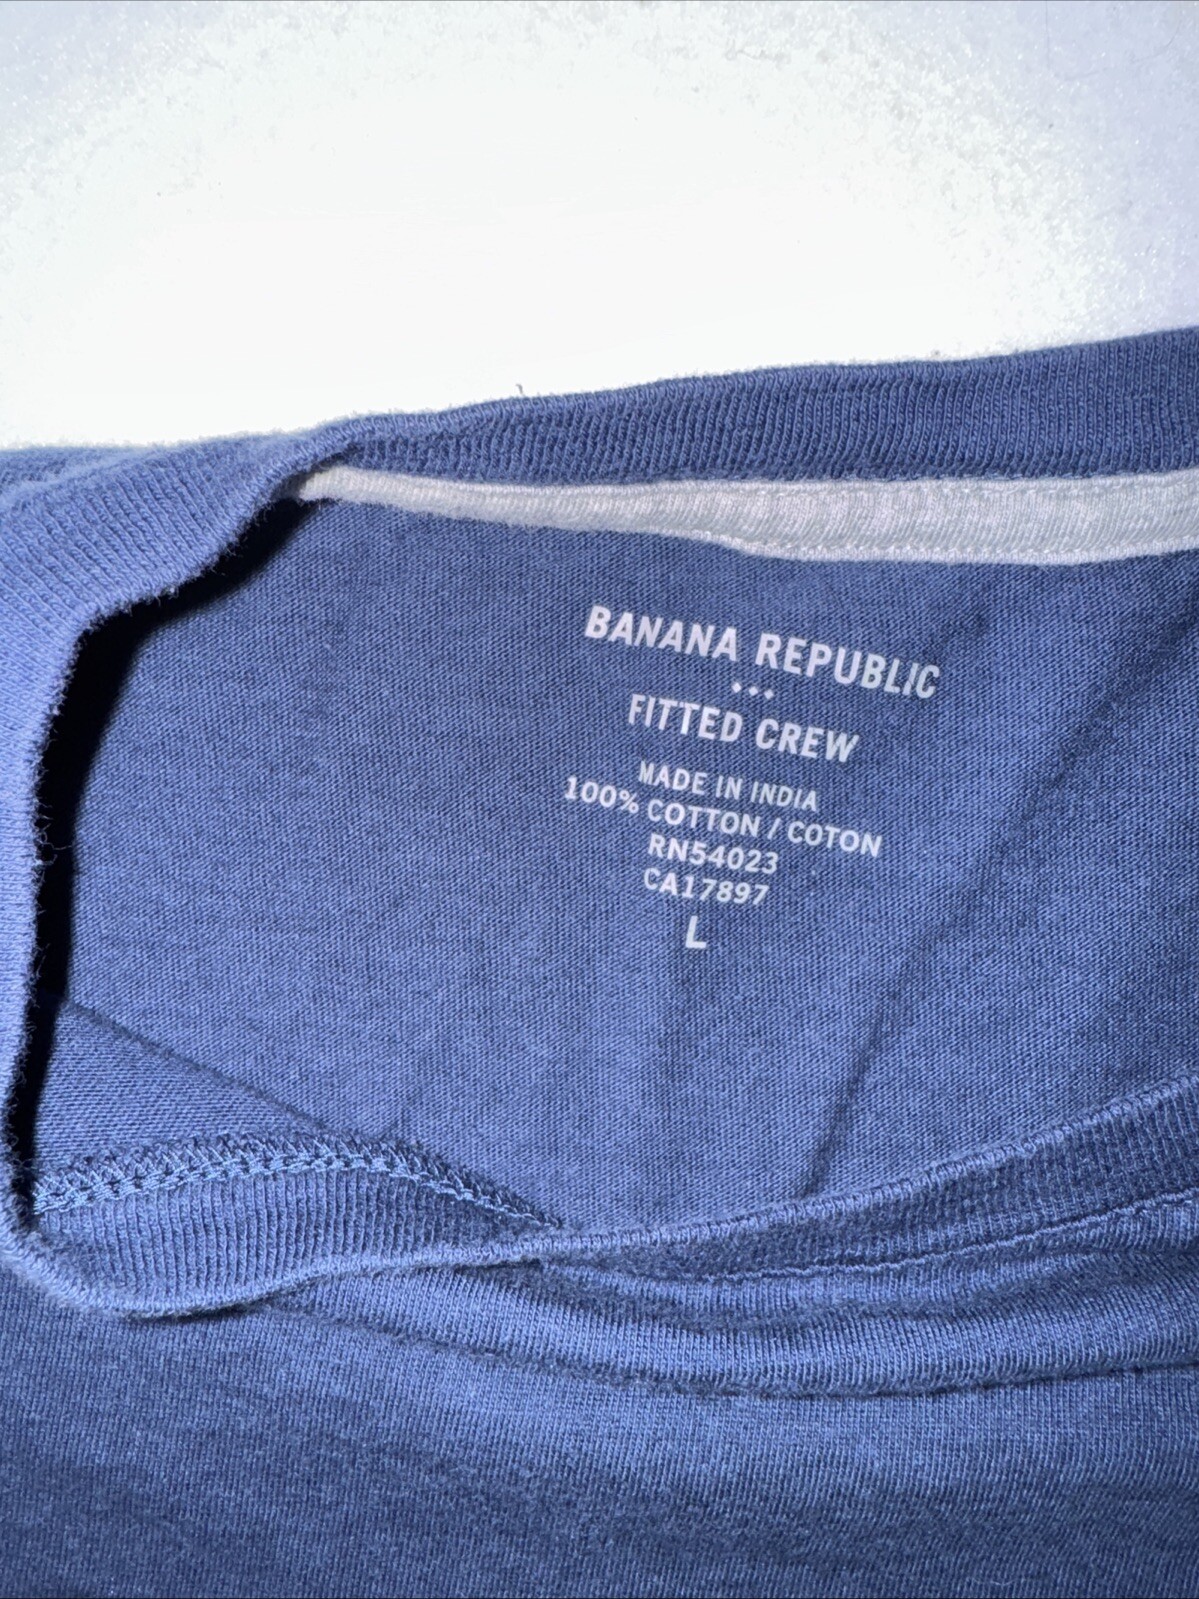 BANANA REPUBLIC
•••
FITTED CREW
MADE IN INDIA
100% COTTON / COTON
RN54023
CA17897
L